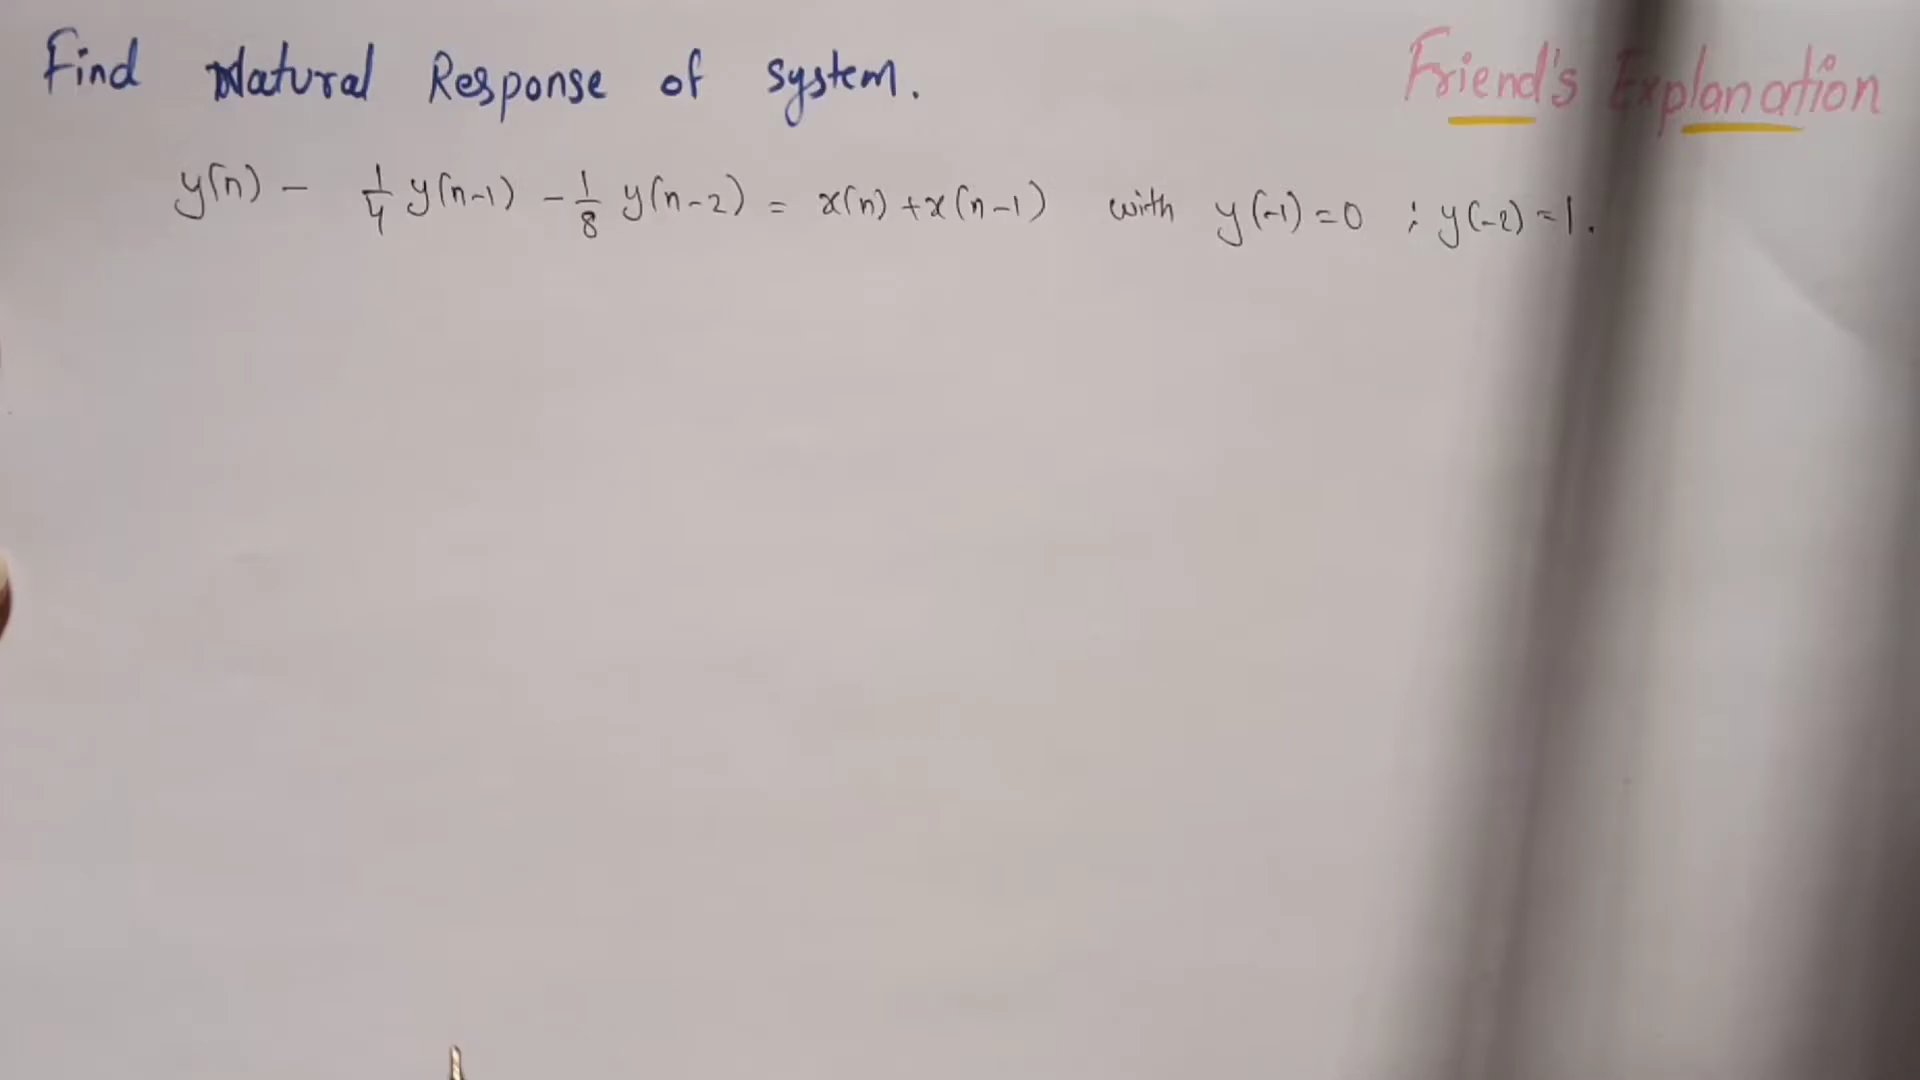 Find Natural Response of system.
Friend's Explanation
y(n) - 1/4 y(n-1) - 1/8 y(n-2) = x(n) + x(n-1) with y(-1) = 0 ; y(-2) = 1.